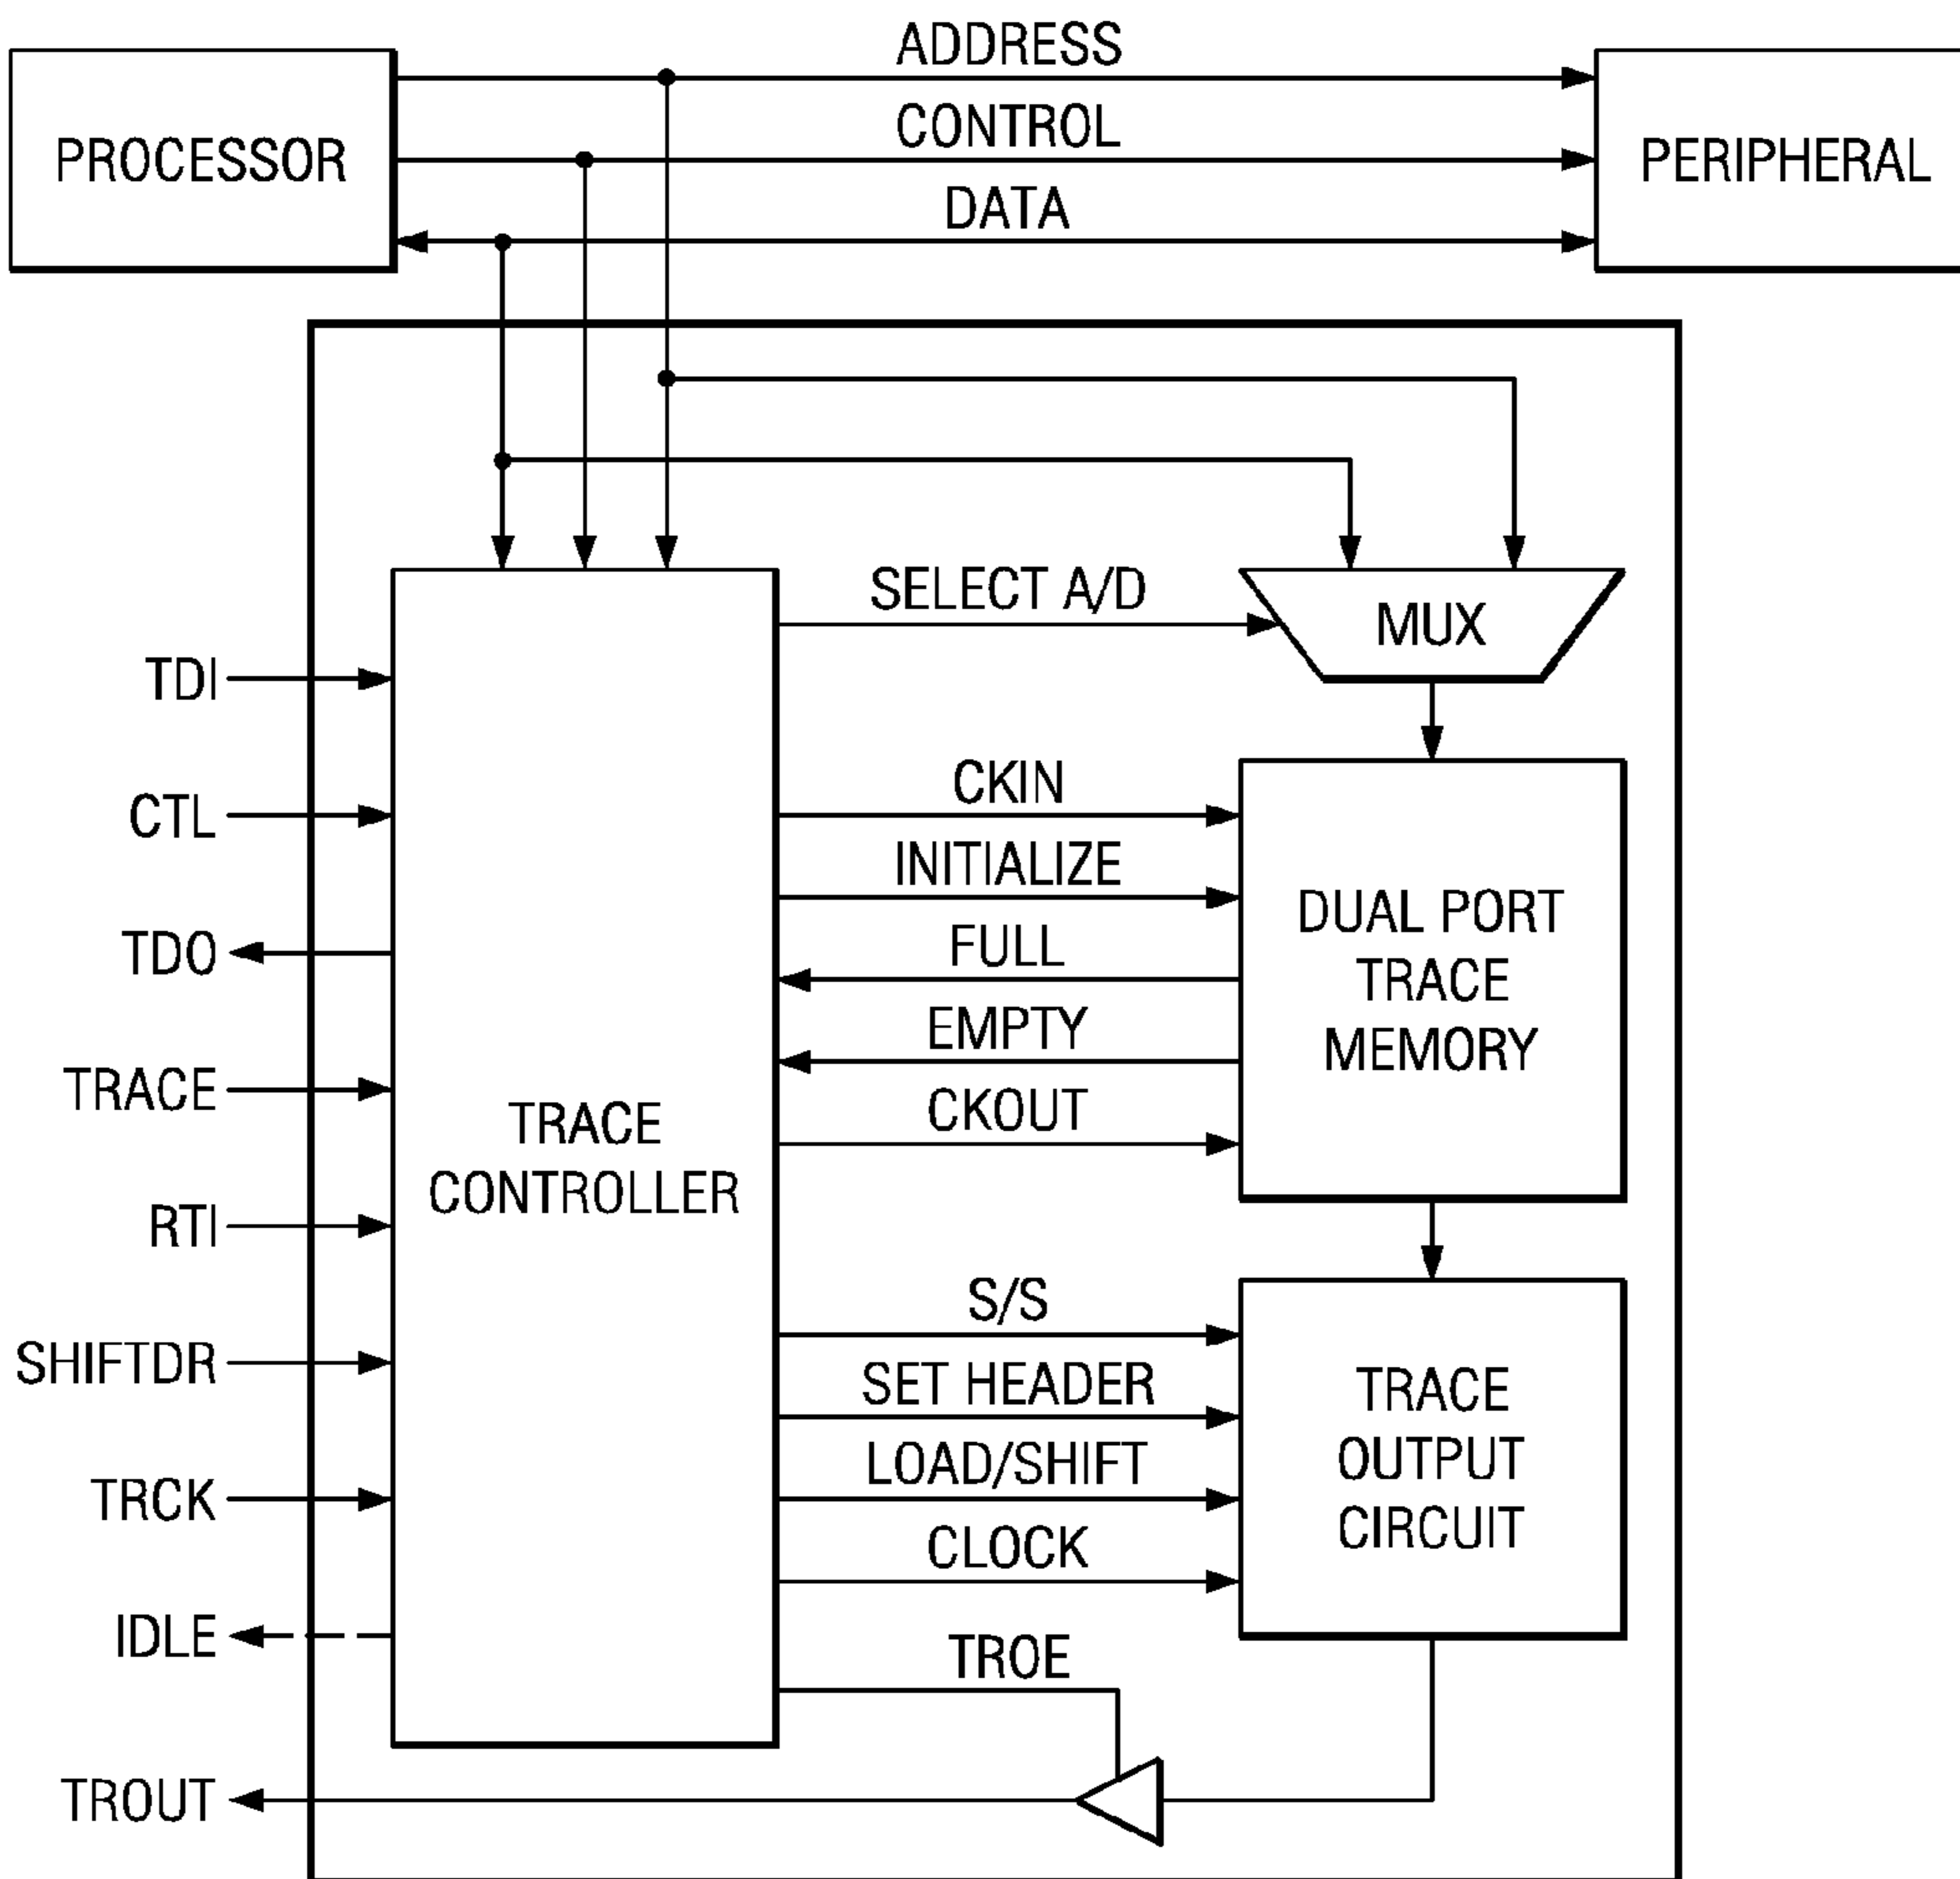 ADDRESS
PROCESSOR
CONTROL
PERIPHERAL
DATA
SELECT A/D
MUX
TDI
CTL
TDO
TRACE
RTI
SHIFTDR
TRCK
IDLE
TROUT
TRACE
CONTROLLER
CKIN
INITIALIZE
FULL
EMPTY
CKOUT
DUAL PORT
TRACE
MEMORY
S/S
SET HEADER
LOAD/SHIFT
CLOCK
TROE
TRACE
OUTPUT
CIRCUIT